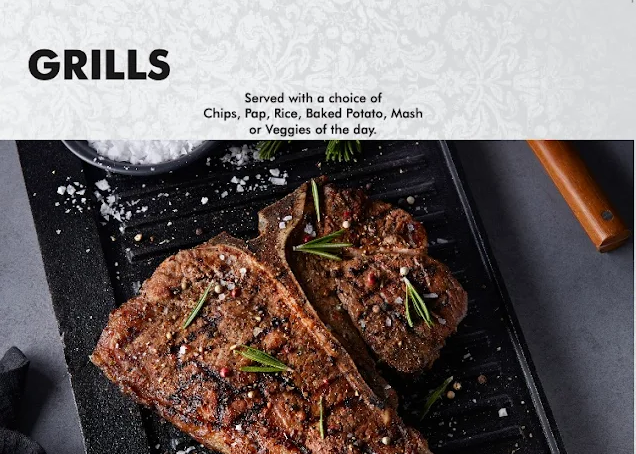 GRILLS
Served with a choice of
Chips, Pap, Rice, Baked Potato, Mash
or Veggies of the day.